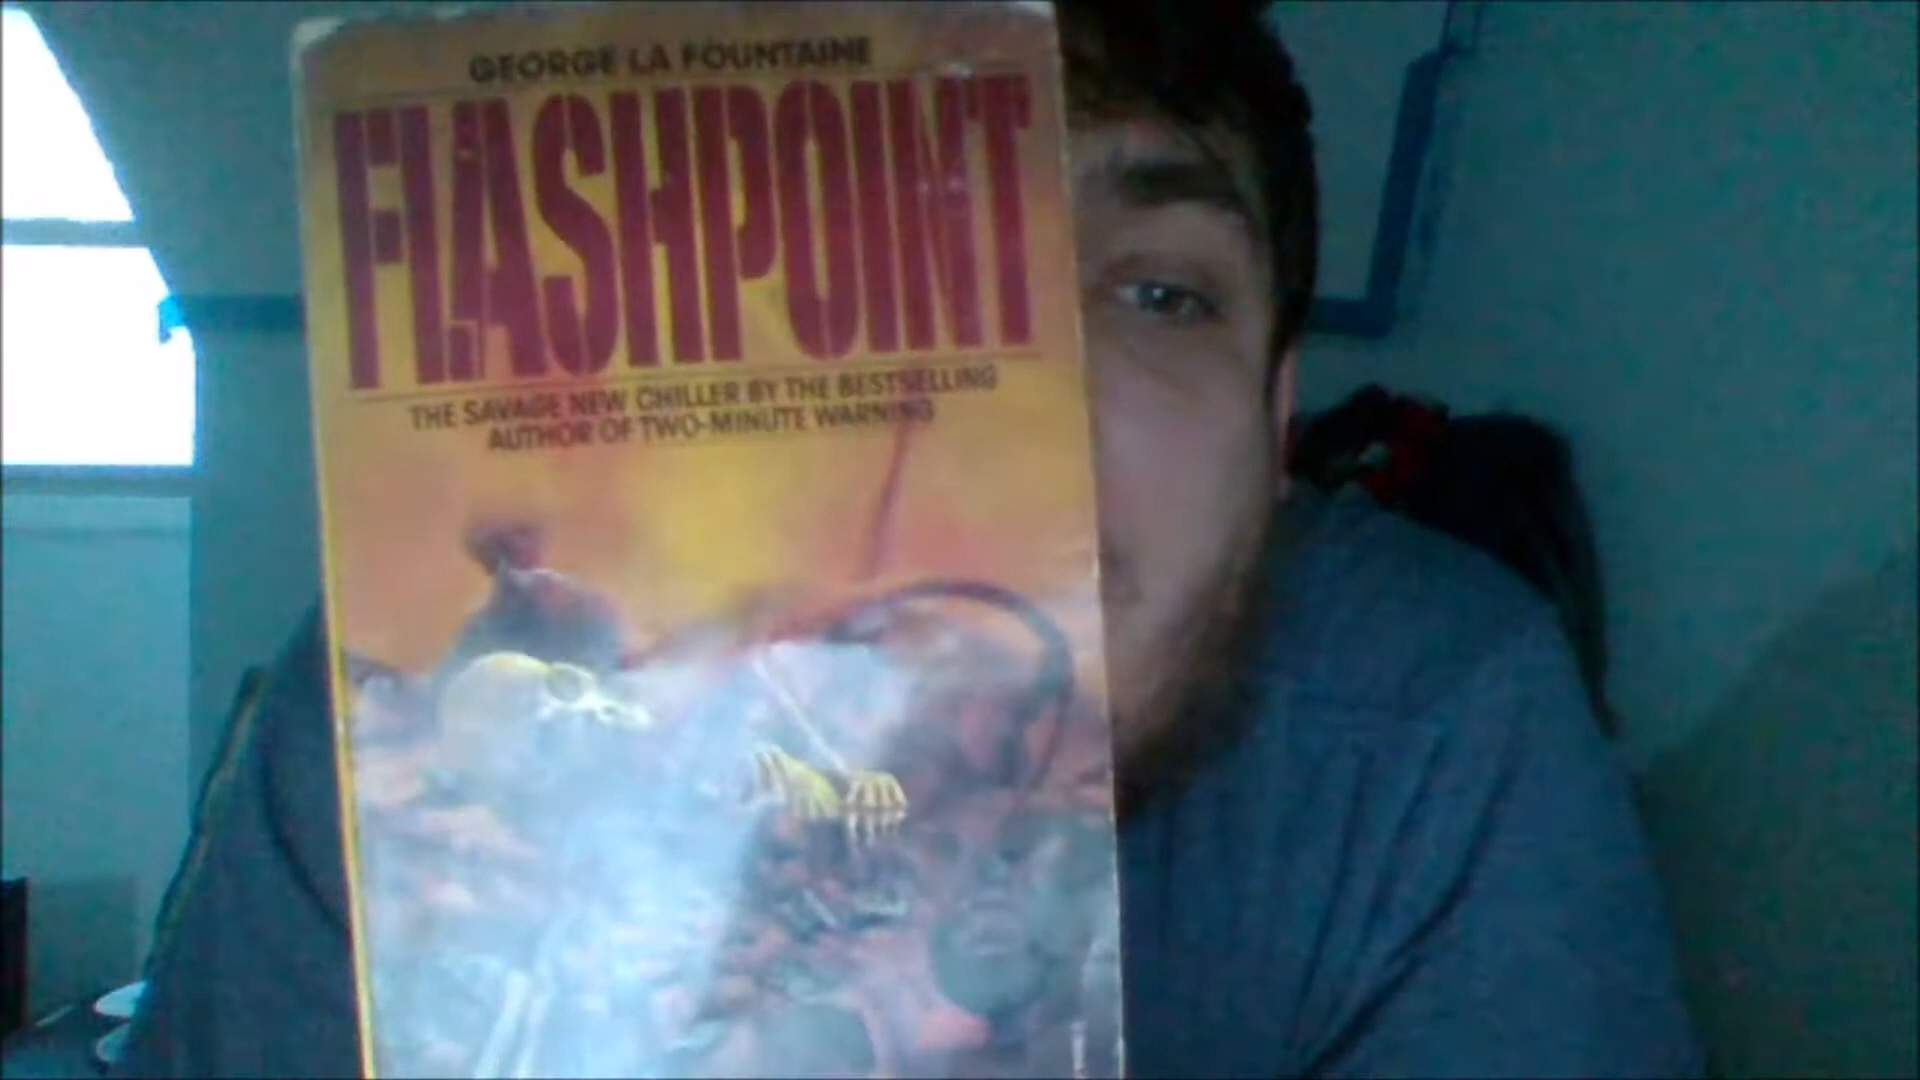 GEORGE LA FOUNTAINE
FLASHPOINT
THE SAVAGE NEW CHILLER BY THE BESTSELLING
AUTHOR OF TWO-MINUTE WARNING